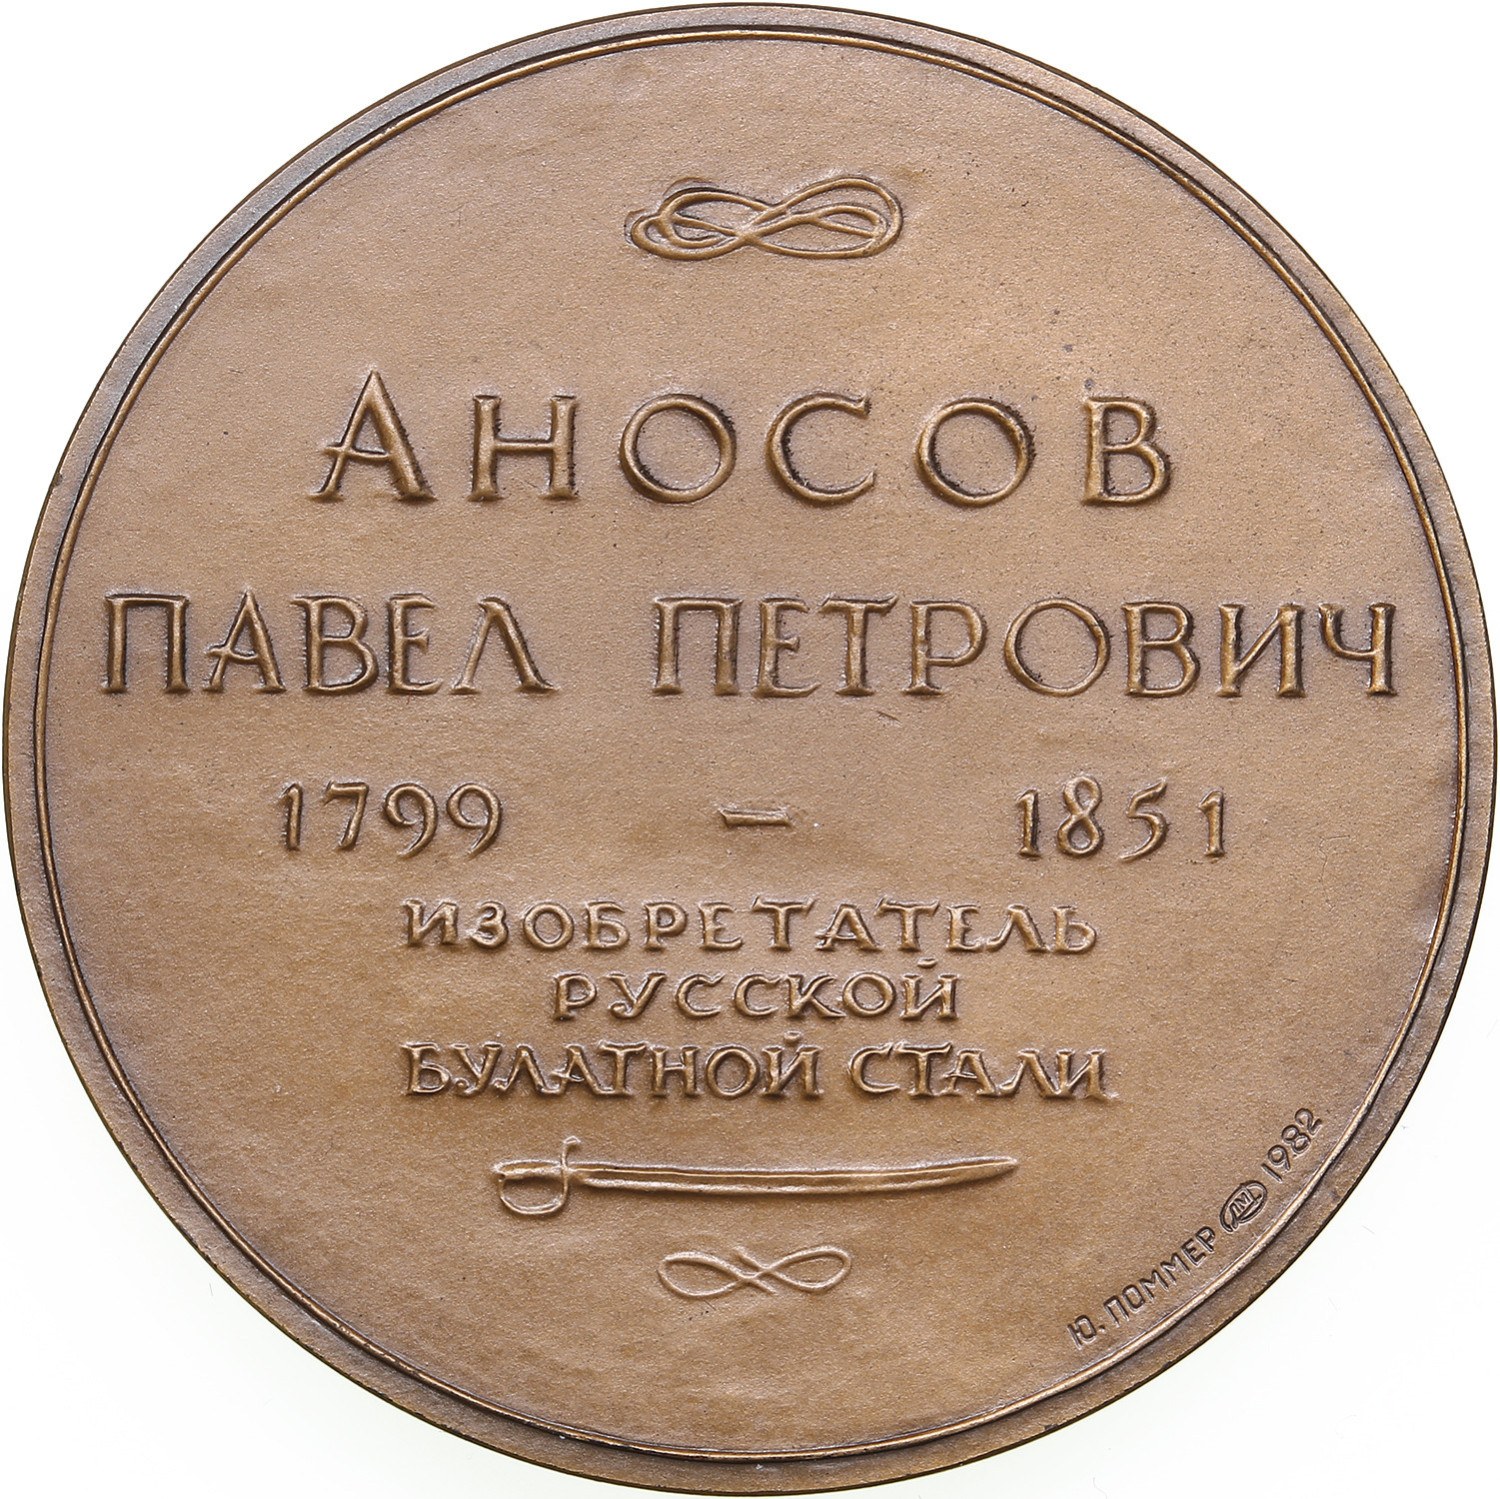 АНОСОВ
ПАВЕЛ ПЕТРОВИЧ
1799 – 1851
ИЗОБРЕТАТЕЛЬ
РУССКОЙ
БУЛАТНОЙ СТАЛИ
Ю. ПОММЕР ЛМД 1982